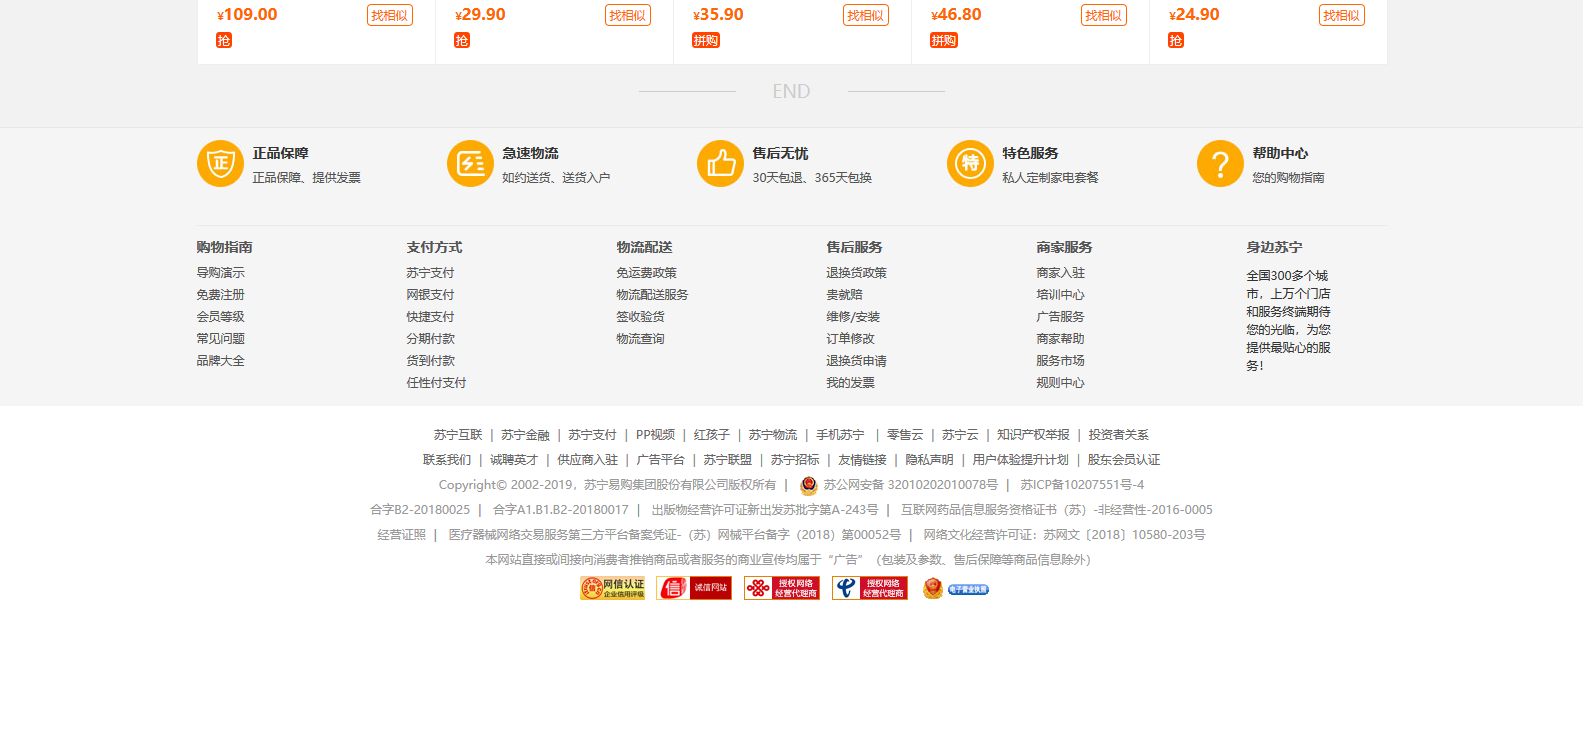 ¥109.00 找相似 ¥29.90 找相似 ¥35.90 找相似 ¥46.80 找相似 ¥24.90 找相似
抢 抢 拼购 拼购 抢
END
正 正品保障 急速物流 售后无忧 特 特色服务 ? 帮助中心
正品保障、提供发票 如约送货、送货入户 30天包退、365天包换 私人定制家电套餐 您的购物指南
购物指南 支付方式 物流配送 售后服务 商家服务 身边苏宁
导购演示 苏宁支付 免运费政策 退换货政策 商家入驻 全国300多个城
免费注册 网银支付 物流配送服务 贵就赔 培训中心 市，上万个门店
会员等级 快捷支付 签收验货 维修/安装 广告服务 和服务终端期待
常见问题 分期付款 物流查询 订单修改 商家帮助 您的光临，为您
品牌大全 货到付款 退换货申请 服务市场 提供最贴心的服
任性付支付 我的发票 规则中心 务！
苏宁互联 | 苏宁金融 | 苏宁支付 | PP视频 | 红孩子 | 苏宁物流 | 手机苏宁 | 零售云 | 苏宁云 | 知识产权举报 | 投资者关系
联系我们 | 诚聘英才 | 供应商入驻 | 广告平台 | 苏宁联盟 | 苏宁招标 | 友情链接 | 隐私声明 | 用户体验提升计划 | 股东会员认证
Copyright© 2002-2019，苏宁易购集团股份有限公司版权所有 | 苏公网安备 32010202010078号 | 苏ICP备10207551号-4
合字B2-20180025 | 合字A1.B1.B2-20180017 | 出版物经营许可证新出发苏批字第A-243号 | 互联网药品信息服务资格证书（苏）-非经营性-2016-0005
经营证照 | 医疗器械网络交易服务第三方平台备案凭证-（苏）网械平台备字（2018）第00052号 | 网络文化经营许可证：苏网文〔2018〕10580-203号
本网站直接或间接向消费者推销商品或者服务的商业宣传均属于“广告”（包装及参数、售后保障等商品信息除外）
信 网信认证 信 诚信网站 授权网络 授权网络 电子营业执照
企业信用评级 经营代理商 经营代理商